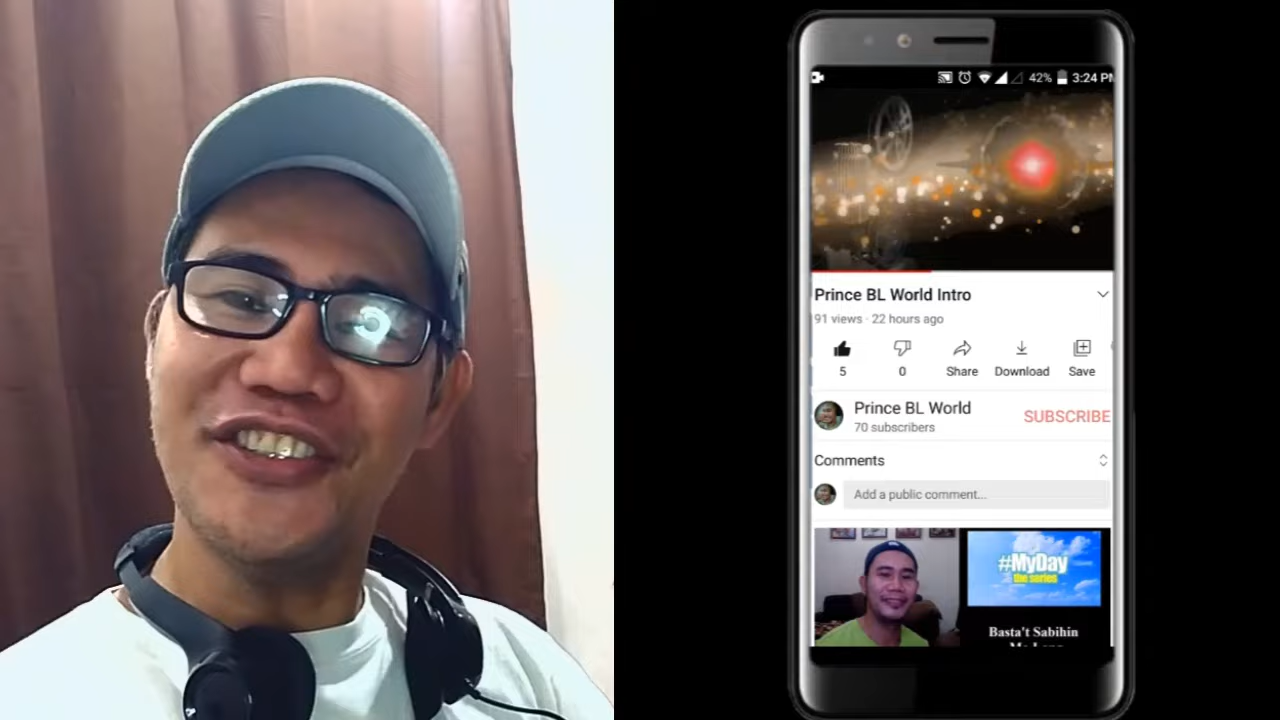 42% 3:24 PM
Prince BL World Intro
91 views · 22 hours ago
5
0
Share
Download
Save
Prince BL World
70 subscribers
SUBSCRIBE
Comments
Add a public comment...
#MyDay
the series
Basta't Sabihin